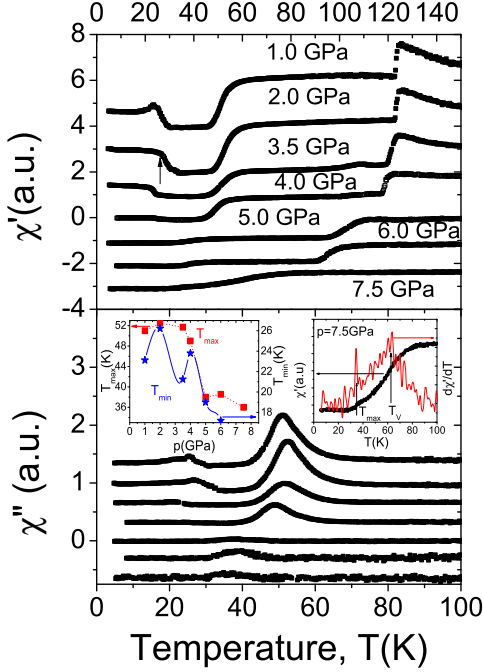 0 20 40 60 80 100 120 140
8
6
4
2
0
-2
-4
χ'(a.u.)
1.0 GPa
2.0 GPa
3.5 GPa
4.0 GPa
5.0 GPa
6.0 GPa
7.5 GPa
52
48
44
40
36
T_max(K)
0 1 2 3 4 5 6 7 8
p(GPa)
26
24
22
20
18
T_min(K)
T_max
T_min
p=7.5GPa
χ'(a.u)
dχ'/dT
T_max
T_V
0 20 40 60 80 100
T(K)
2
1
0
χ"(a.u.)
0 20 40 60 80 100
Temperature, T(K)